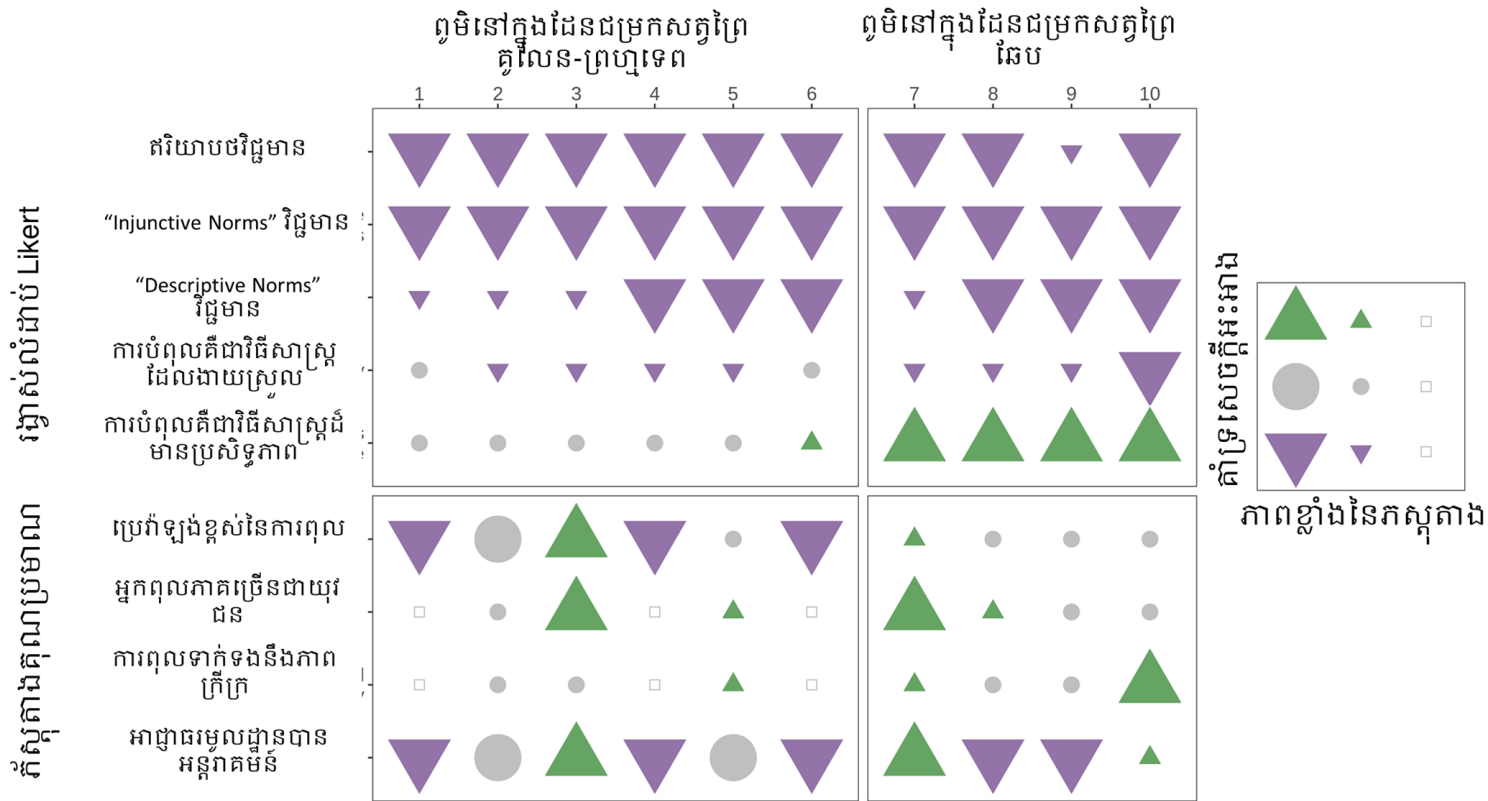 ពូមិនៅក្នុងដែនជម្រកសត្វព្រៃ
គូលែន-ព្រហ្មទេព
ពូមិនៅក្នុងដែនជម្រកសត្វព្រៃ
ឆែប
1 2 3 4 5 6 7 8 9 10
រង្វាស់លំដាប់ Likert
ឥរិយាបថវិជ្ជមាន
“Injunctive Norms” វិជ្ជមាន
“Descriptive Norms”
វិជ្ជមាន
ការបំពុលគឺជាវិធីសាស្ត្រ
ដែលងាយស្រួល
ការបំពុលគឺជាវិធីសាស្ត្រដ៏
មានប្រសិទ្ធភាព
ភ័ស្តុតាងគុណប្រមាណ
ប្រេវ៉ាឡង់ខ្ពស់នៃការពុល
អ្នកពុលភាគច្រើនជាយុវ
ជន
ការពុលទាក់ទងនឹងភាព
ក្រីក្រ
អាជ្ញាធរមូលដ្ឋានបាន
អន្តរាគមន៍
គាំទ្រសេចក្តីអះអាង
ភាពខ្លាំងនៃភស្តុតាង